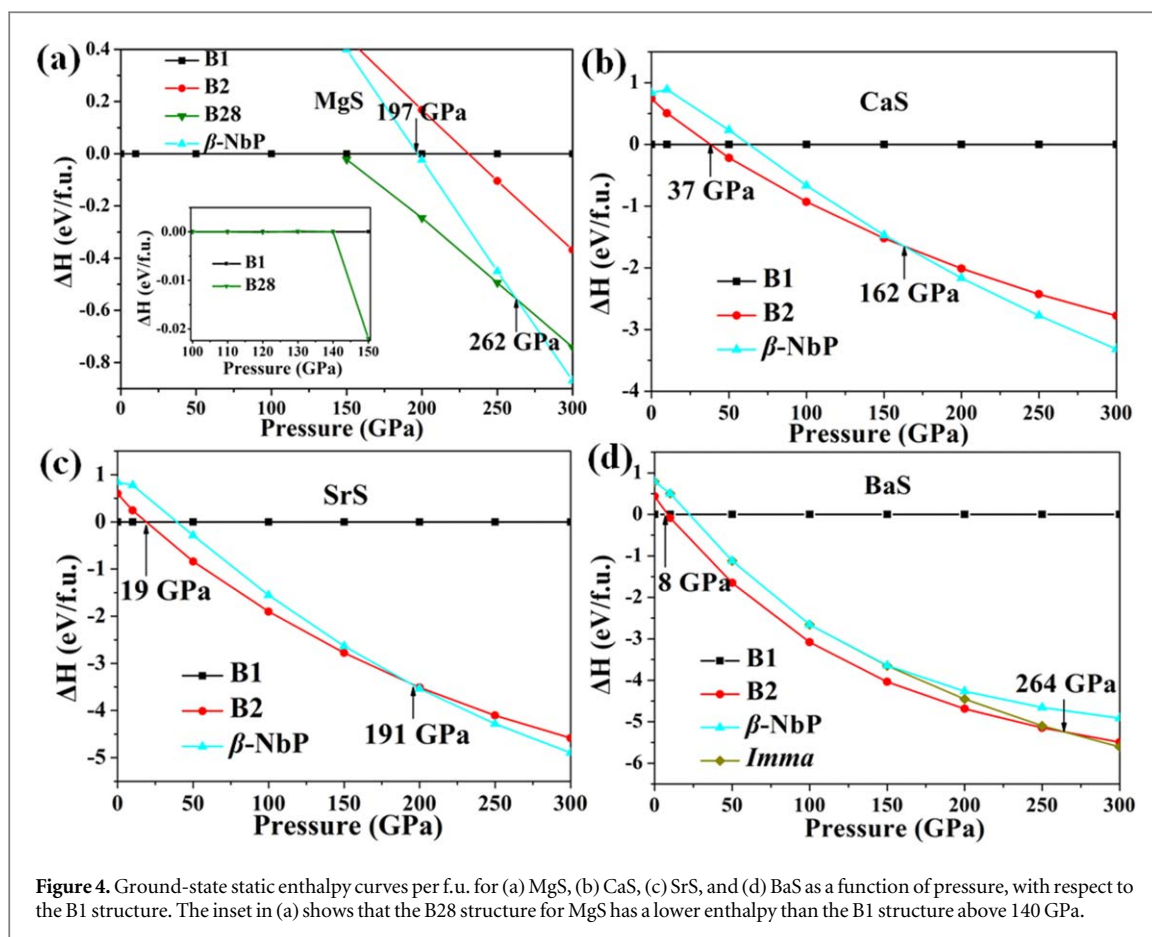 (a)
B1
B2
B28
β-NbP
MgS
197 GPa
262 GPa
0.4
0.2
0.0
-0.2
-0.4
-0.6
-0.8
ΔH (eV/f.u.)
0 50 100 150 200 250 300
Pressure (GPa)
0.00
-0.01
-0.02
ΔH (eV/f.u.)
B1
B28
100 110 120 130 140 150
Pressure (GPa)
(b)
CaS
1
0
-1
-2
-3
-4
ΔH (eV/f.u.)
37 GPa
162 GPa
B1
B2
β-NbP
0 50 100 150 200 250 300
Pressure (GPa)
(c)
SrS
1
0
-1
-2
-3
-4
-5
ΔH (eV/f.u.)
19 GPa
191 GPa
B1
B2
β-NbP
0 50 100 150 200 250 300
Pressure (GPa)
(d)
BaS
1
0
-1
-2
-3
-4
-5
-6
ΔH (eV/f.u.)
8 GPa
264 GPa
B1
B2
β-NbP
Imma
0 50 100 150 200 250 300
Pressure (GPa)
Figure 4. Ground-state static enthalpy curves per f.u. for (a) MgS, (b) CaS, (c) SrS, and (d) BaS as a function of pressure, with respect to
the B1 structure. The inset in (a) shows that the B28 structure for MgS has a lower enthalpy than the B1 structure above 140 GPa.